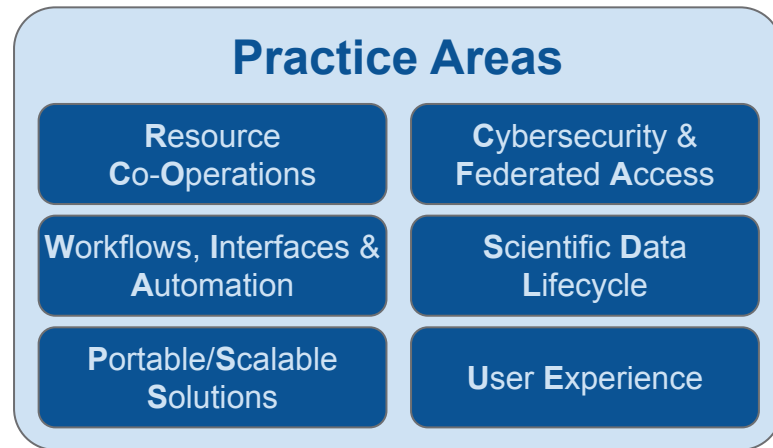 Practice Areas
Resource
Co-Operations
Cybersecurity &
Federated Access
Workflows, Interfaces &
Automation
Scientific Data
Lifecycle
Portable/Scalable
Solutions
User Experience